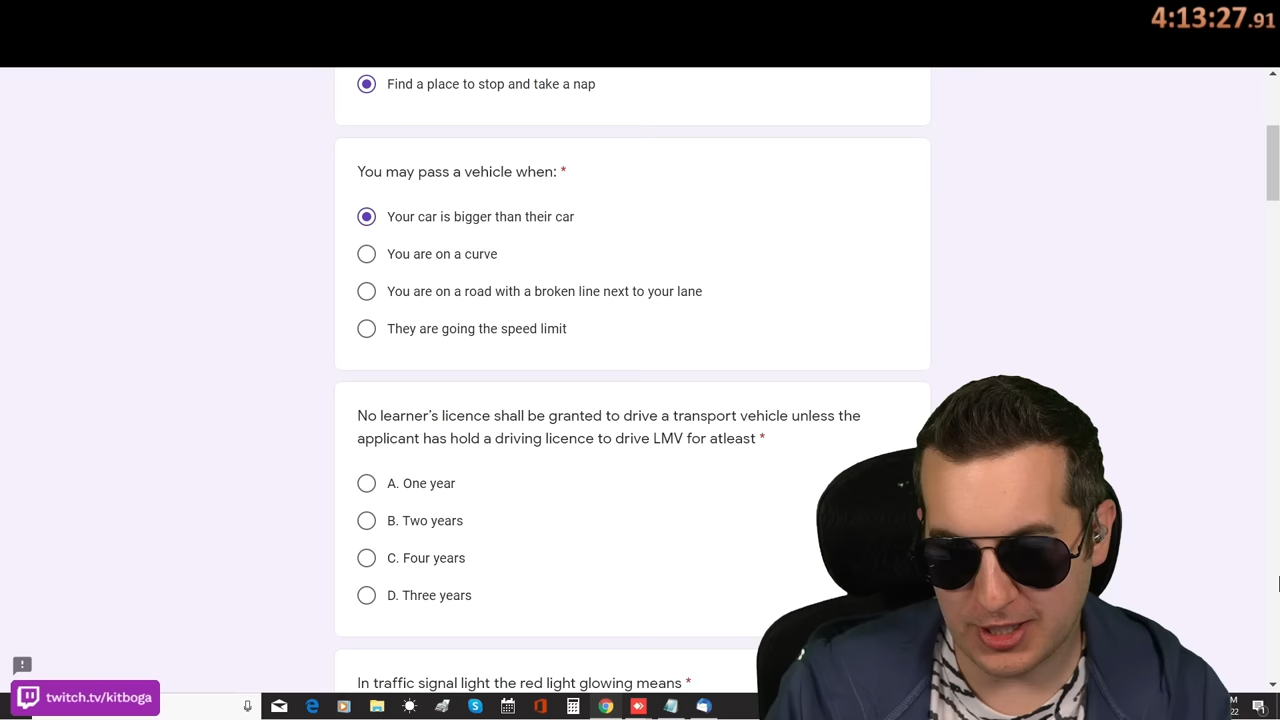 4:13:27.91
Find a place to stop and take a nap
You may pass a vehicle when: *
Your car is bigger than their car
You are on a curve
You are on a road with a broken line next to your lane
They are going the speed limit
No learner's licence shall be granted to drive a transport vehicle unless the
applicant has hold a driving licence to drive LMV for atleast *
A. One year
B. Two years
C. Four years
D. Three years
In traffic signal light the red light glowing means *
twitch.tv/kitboga
M
22